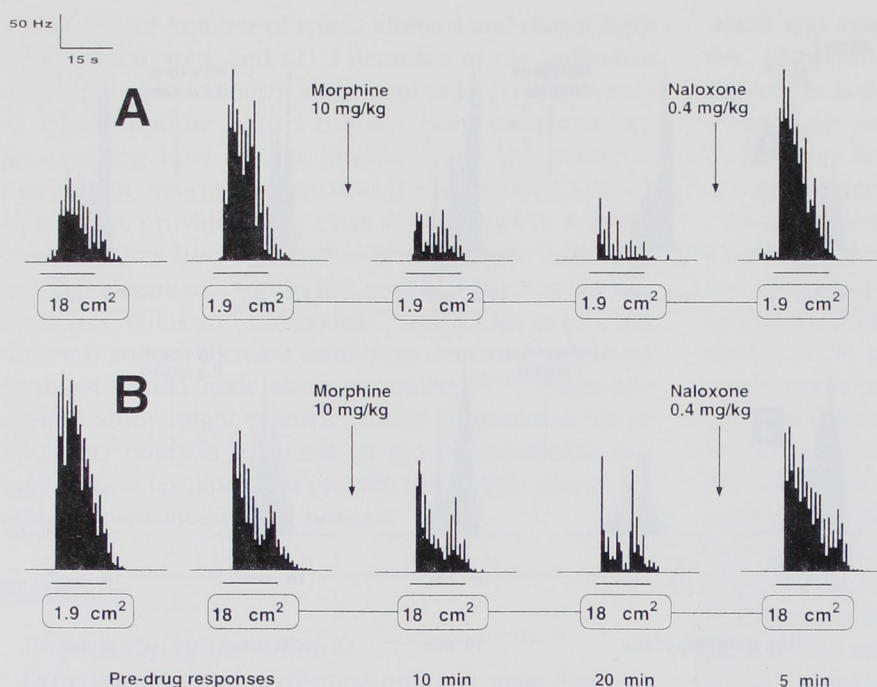 50 Hz
15 s
A
Morphine
10 mg/kg
Naloxone
0.4 mg/kg
18 cm²
1.9 cm²
1.9 cm²
1.9 cm²
1.9 cm²
B
Morphine
10 mg/kg
Naloxone
0.4 mg/kg
1.9 cm²
18 cm²
18 cm²
18 cm²
18 cm²
Pre-drug responses
10 min
20 min
5 min